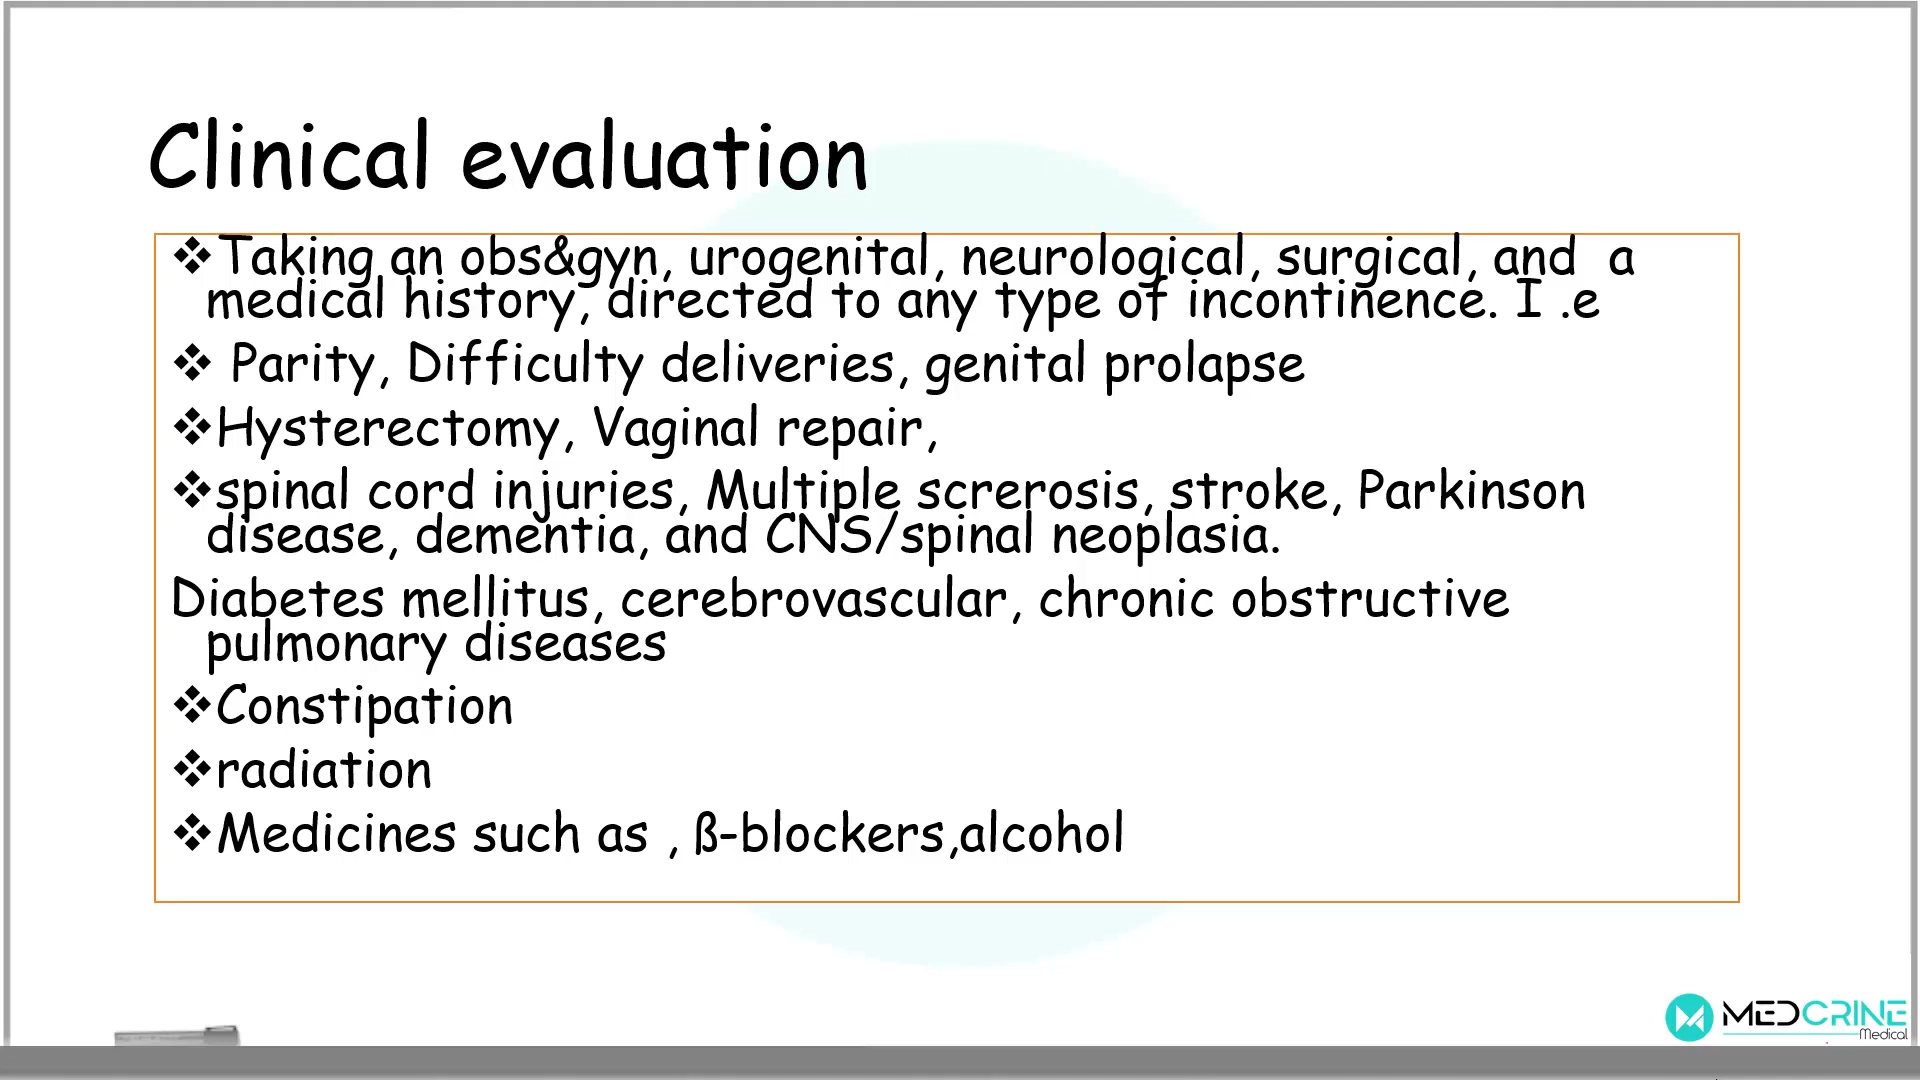 Clinical evaluation
❖Taking an obs&gyn, urogenital, neurological, surgical, and a
medical history, directed to any type of incontinence. I .e
❖ Parity, Difficulty deliveries, genital prolapse
❖Hysterectomy, Vaginal repair,
❖spinal cord injuries, Multiple screrosis, stroke, Parkinson
disease, dementia, and CNS/spinal neoplasia.
Diabetes mellitus, cerebrovascular, chronic obstructive
pulmonary diseases
❖Constipation
❖radiation
❖Medicines such as , ß-blockers,alcohol
MEDCRINE
Medical